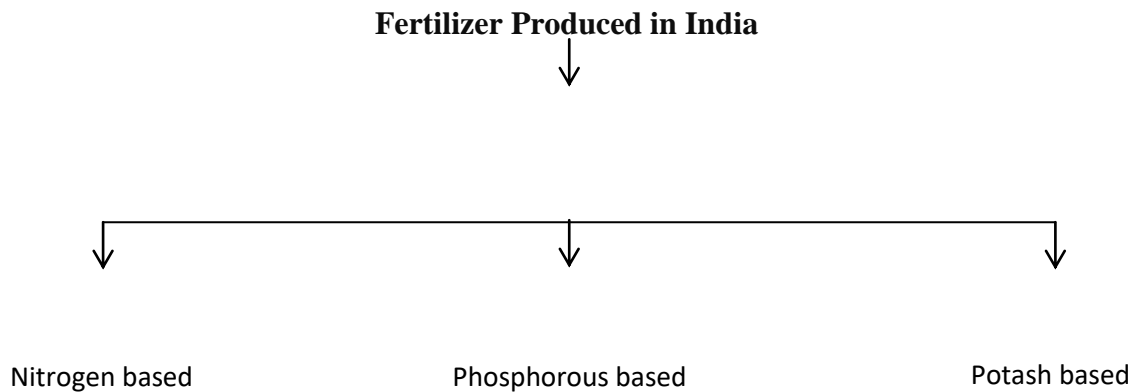 Fertilizer Produced in India
Nitrogen based Phosphorous based Potash based